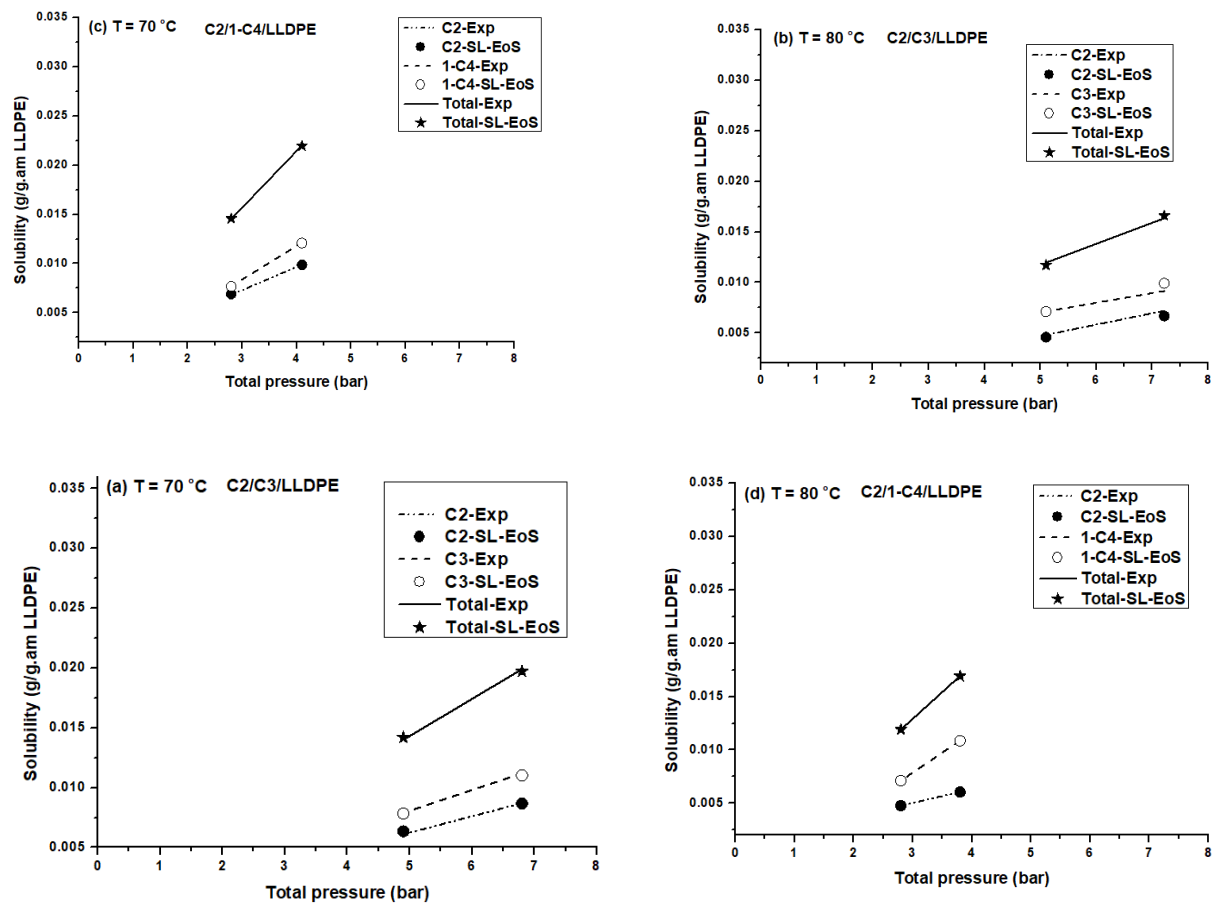 (c) T = 70 °C C2/1-C4/LLDPE
C2-Exp
C2-SL-EoS
1-C4-Exp
1-C4-SL-EoS
Total-Exp
Total-SL-EoS
0.035
0.030
0.025
0.020
0.015
0.010
0.005
Solubility (g/g.am LLDPE)
0 1 2 3 4 5 6 7 8
Total pressure (bar)
(b) T = 80 °C C2/C3/LLDPE
C2-Exp
C2-SL-EoS
C3-Exp
C3-SL-EoS
Total-Exp
Total-SL-EoS
0.035
0.030
0.025
0.020
0.015
0.010
0.005
Solubility (g/g.am LLDPE)
0 1 2 3 4 5 6 7 8
Total pressure (bar)
(a) T = 70 °C C2/C3/LLDPE
C2-Exp
C2-SL-EoS
C3-Exp
C3-SL-EoS
Total-Exp
Total-SL-EoS
0.035
0.030
0.025
0.020
0.015
0.010
0.005
Solubility (g/g.am LLDPE)
0 1 2 3 4 5 6 7 8
Total pressure (bar)
(d) T = 80 °C C2/1-C4/LLDPE
C2-Exp
C2-SL-EoS
1-C4-Exp
1-C4-SL-EoS
Total-Exp
Total-SL-EoS
0.035
0.030
0.025
0.020
0.015
0.010
0.005
Solubility (g/g.am LLDPE)
0 1 2 3 4 5 6 7 8
Total pressure (bar)